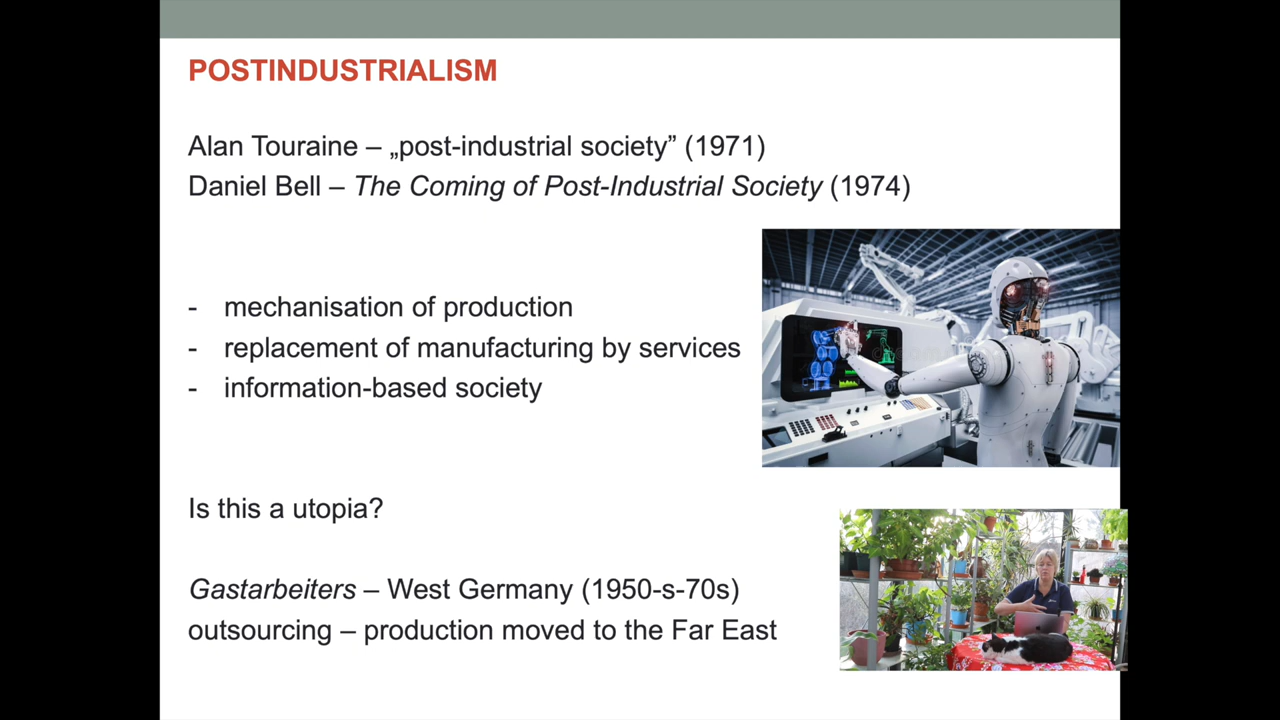 POSTINDUSTRIALISM
Alan Touraine – „post-industrial society” (1971)
Daniel Bell – The Coming of Post-Industrial Society (1974)
- mechanisation of production
- replacement of manufacturing by services
- information-based society
Is this a utopia?
Gastarbeiters – West Germany (1950-s-70s)
outsourcing – production moved to the Far East